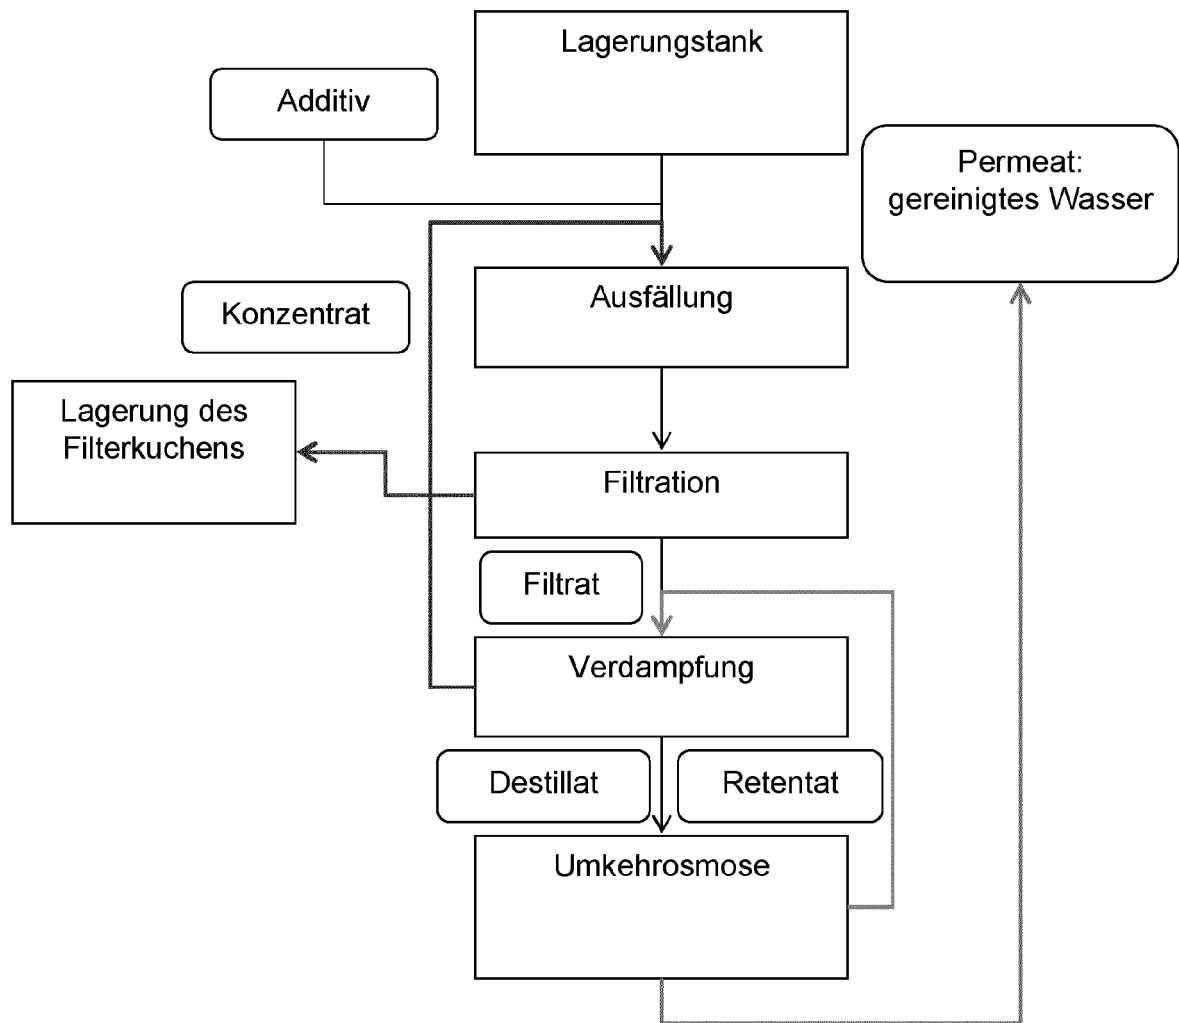 Lagerungstank
Additiv
Permeat:
gereinigtes Wasser
Ausfällung
Konzentrat
Lagerung des
Filterkuchens
Filtration
Filtrat
Verdampfung
Destillat
Retentat
Umkehrosmose